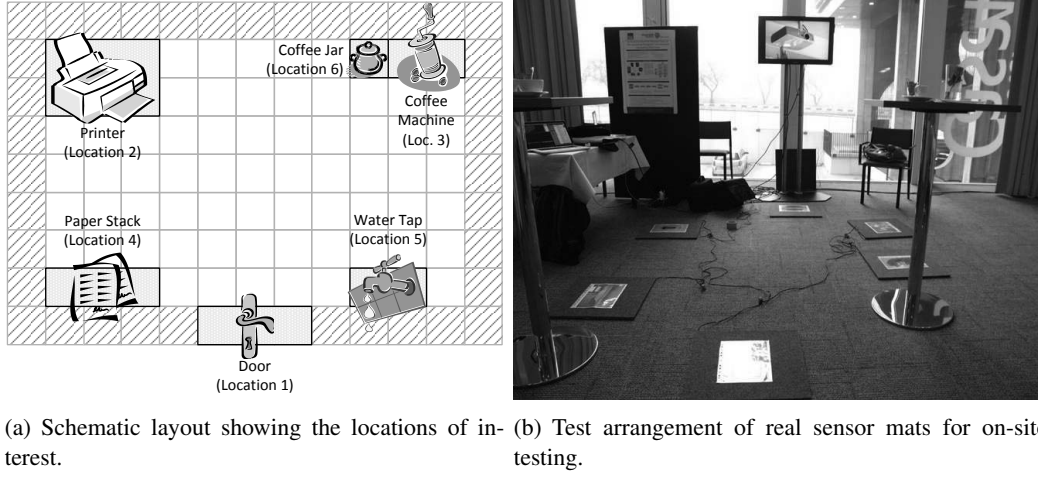 Coffee Jar
(Location 6)
Coffee
Machine
(Loc. 3)
Printer
(Location 2)
Paper Stack
(Location 4)
Water Tap
(Location 5)
Door
(Location 1)
(a) Schematic layout showing the locations of in-
terest.
(b) Test arrangement of real sensor mats for on-site
testing.